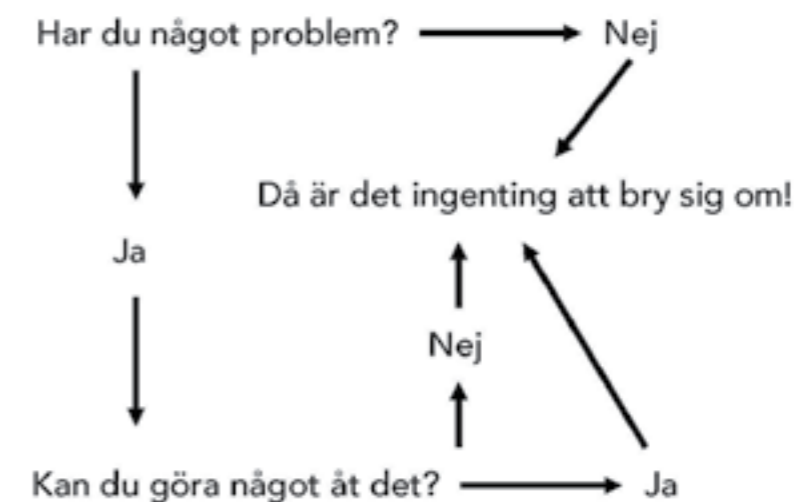 Har du något problem? Nej
Då är det ingenting att bry sig om!
Ja
Nej
Kan du göra något åt det? Ja